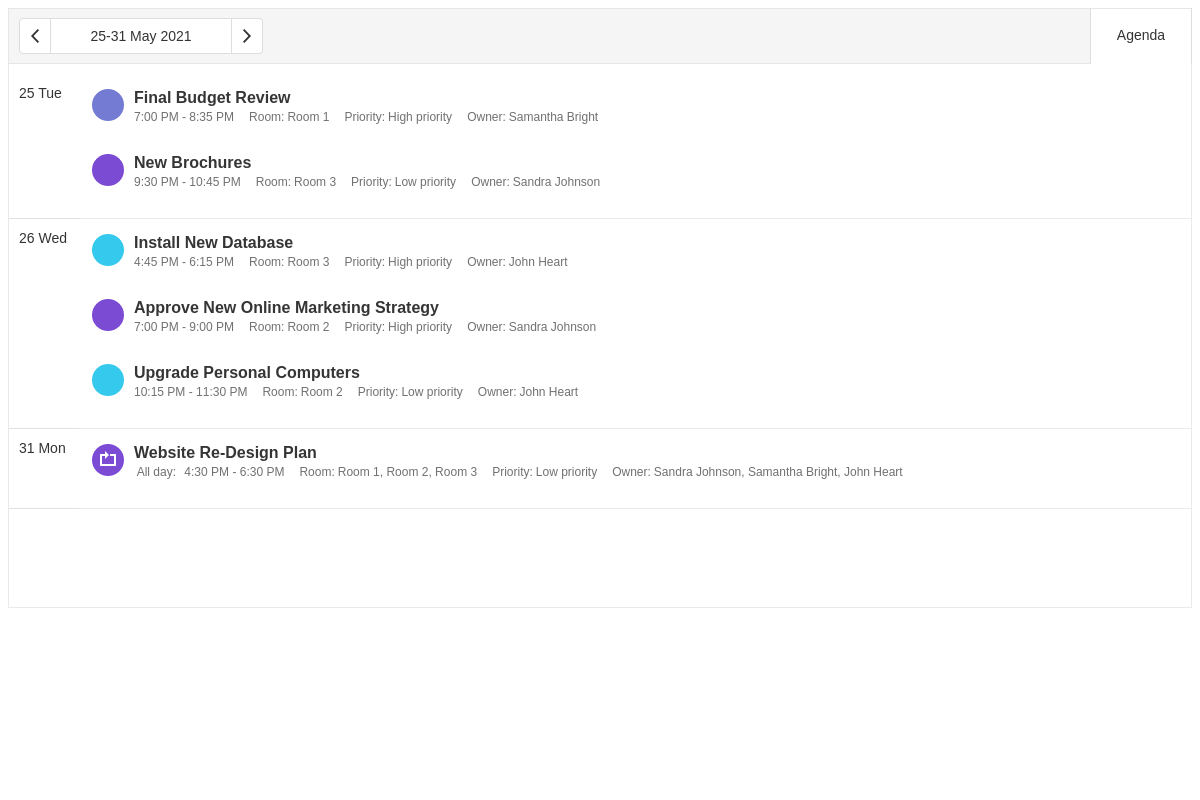 25-31 May 2021
Agenda
25 Tue
Final Budget Review
7:00 PM - 8:35 PM Room: Room 1 Priority: High priority Owner: Samantha Bright
New Brochures
9:30 PM - 10:45 PM Room: Room 3 Priority: Low priority Owner: Sandra Johnson
26 Wed
Install New Database
4:45 PM - 6:15 PM Room: Room 3 Priority: High priority Owner: John Heart
Approve New Online Marketing Strategy
7:00 PM - 9:00 PM Room: Room 2 Priority: High priority Owner: Sandra Johnson
Upgrade Personal Computers
10:15 PM - 11:30 PM Room: Room 2 Priority: Low priority Owner: John Heart
31 Mon
Website Re-Design Plan
All day: 4:30 PM - 6:30 PM Room: Room 1, Room 2, Room 3 Priority: Low priority Owner: Sandra Johnson, Samantha Bright, John Heart